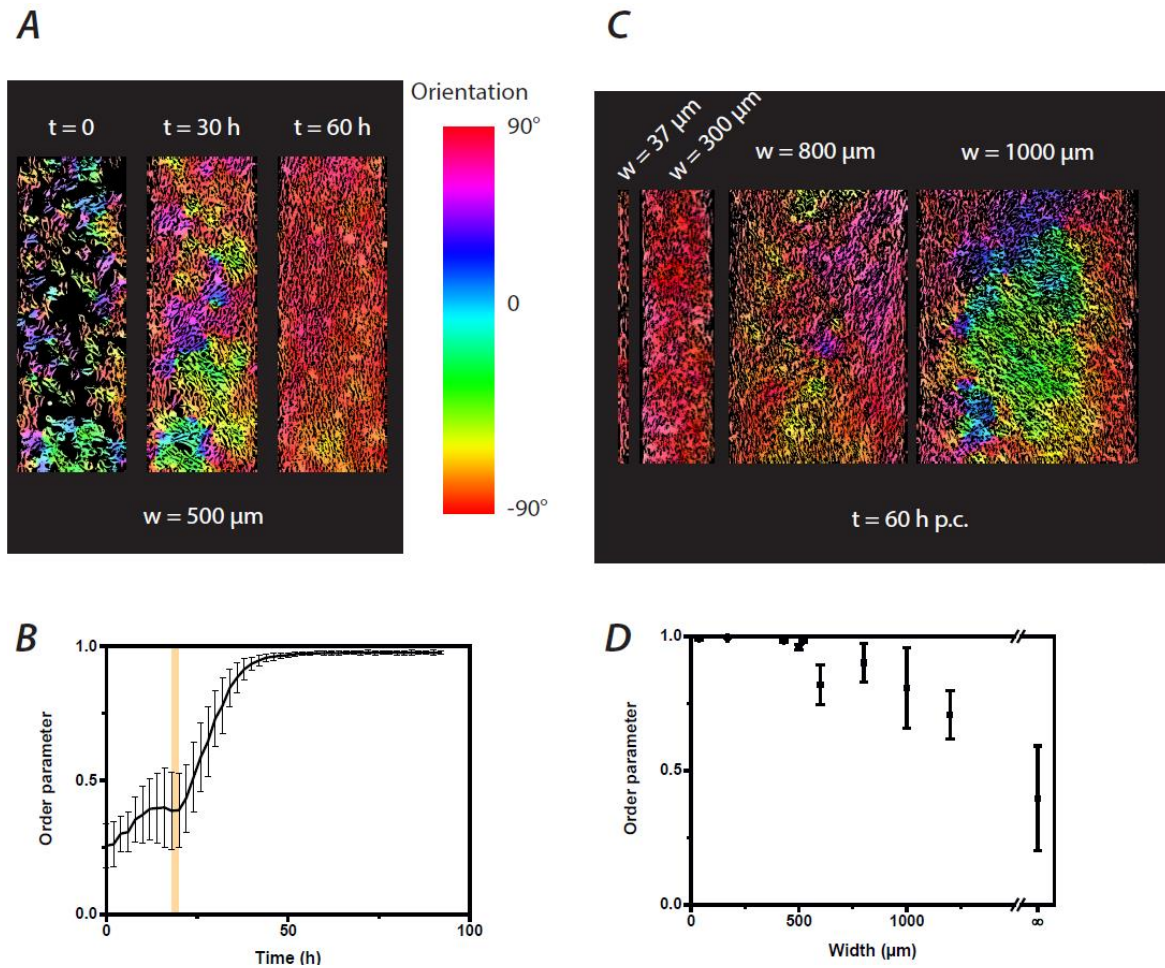 A
Orientation
t = 0
t = 30 h
t = 60 h
90°
0
-90°
w = 500 µm
C
w = 37 µm
w = 300 µm
w = 800 µm
w = 1000 µm
t = 60 h p.c.
B
1.0
0.5
0.0
Order parameter
0
50
100
Time (h)
D
1.0
0.5
0.0
Order parameter
0
500
1000
∞
Width (µm)